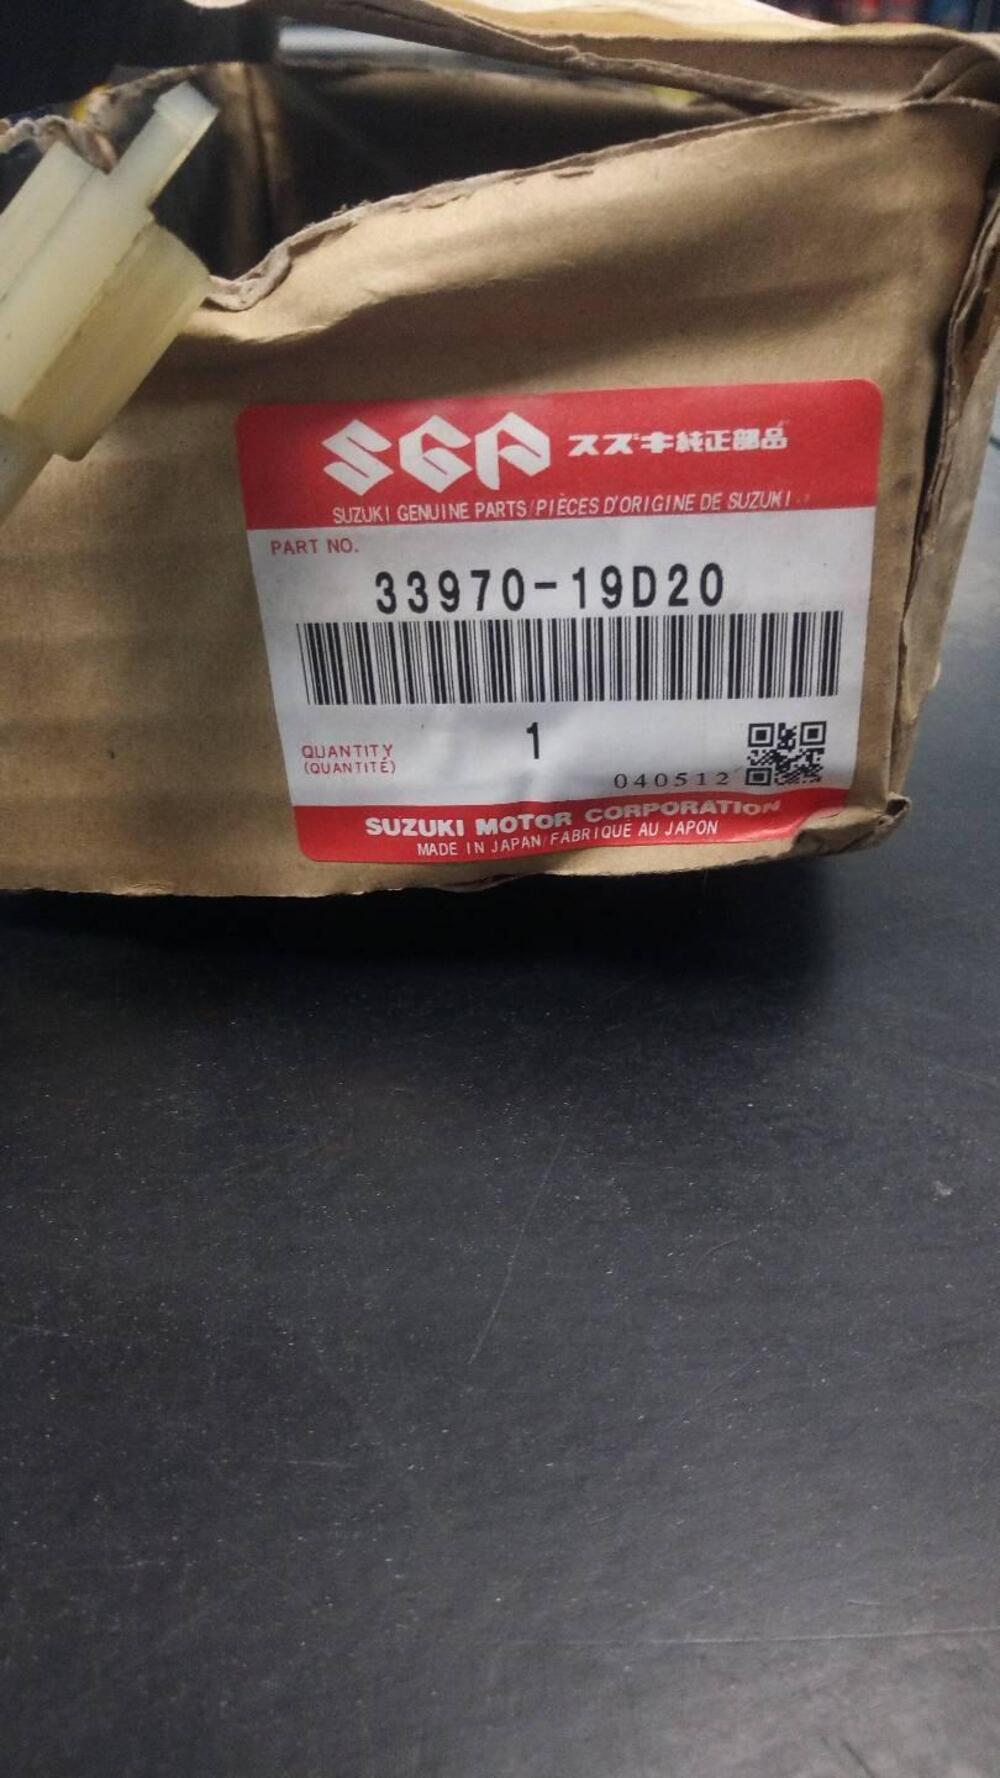 SGP スズキ純正部品
SUZUKI GENUINE PARTS/PIÈCES D'ORIGINE DE SUZUKI
PART NO.
33970-19D20
1
QUANTITY
(QUANTITÉ)
040512
SUZUKI MOTOR CORPORATION
MADE IN JAPAN/FABRIQUÉ AU JAPON